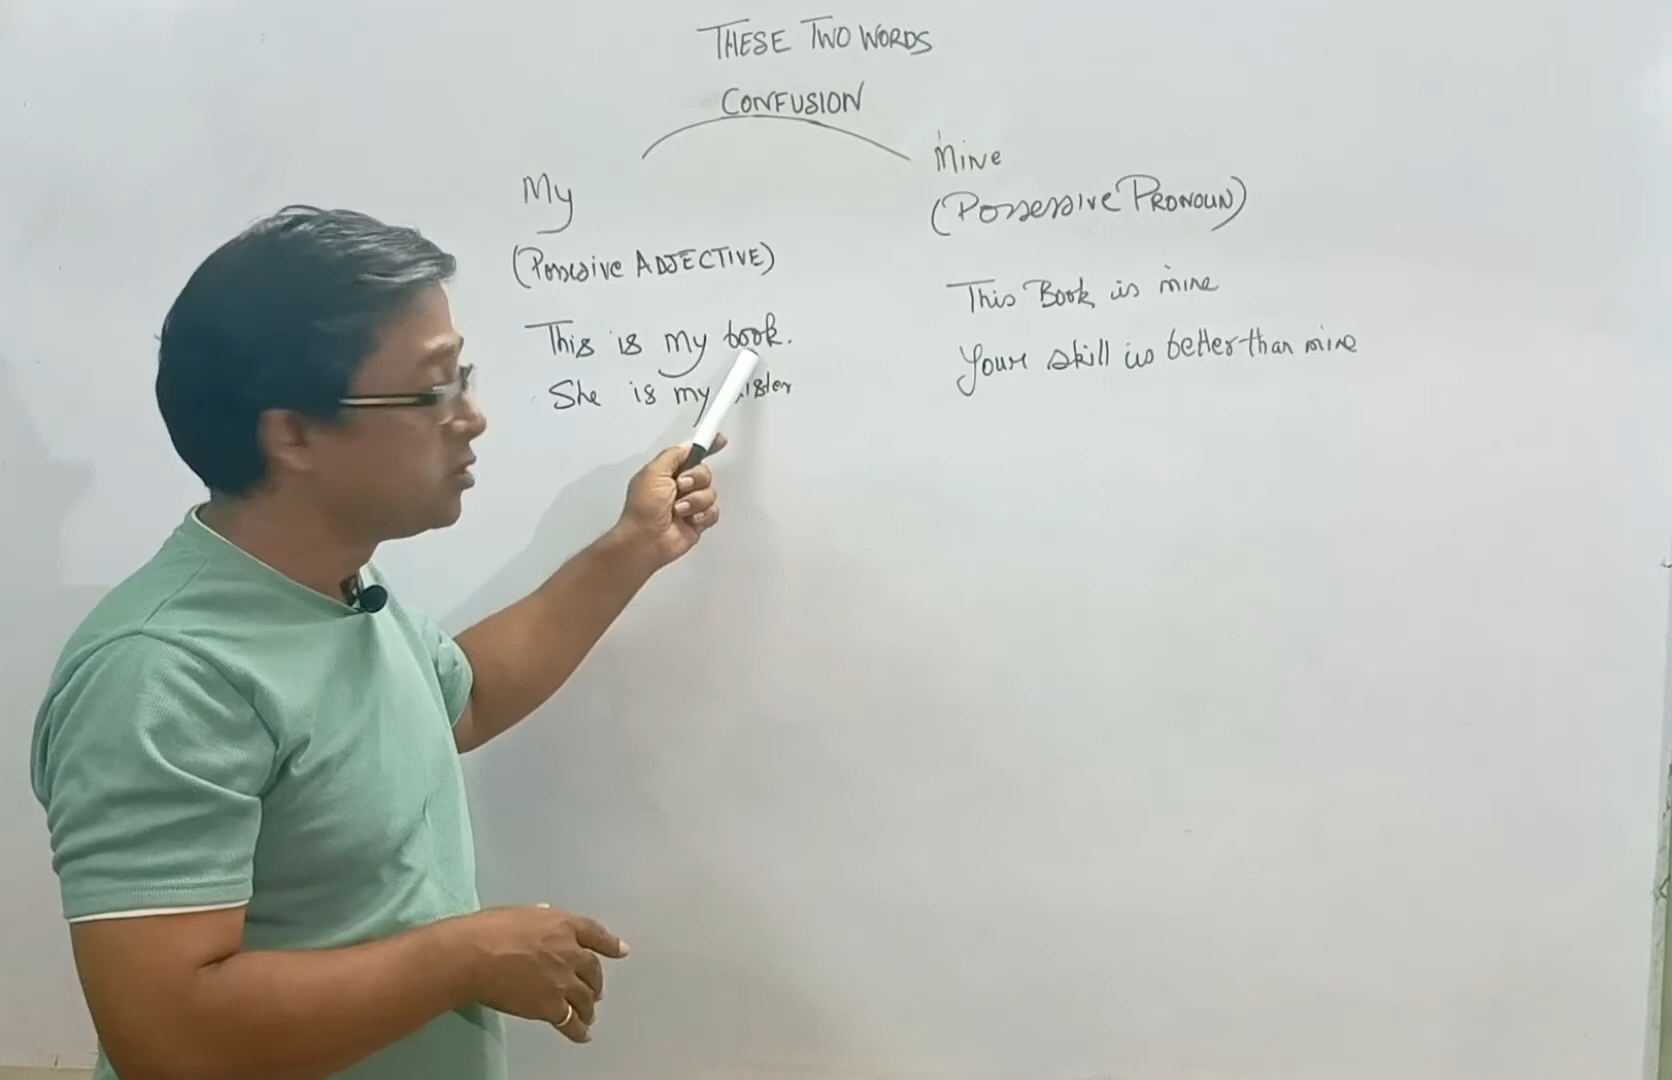 THESE TWO WORDS
CONFUSION
My
(Possessive ADJECTIVE)
This is my book.
She is my sister
Mine
(Possessive PRONOUN)
This Book is mine
Your skill is better than mine